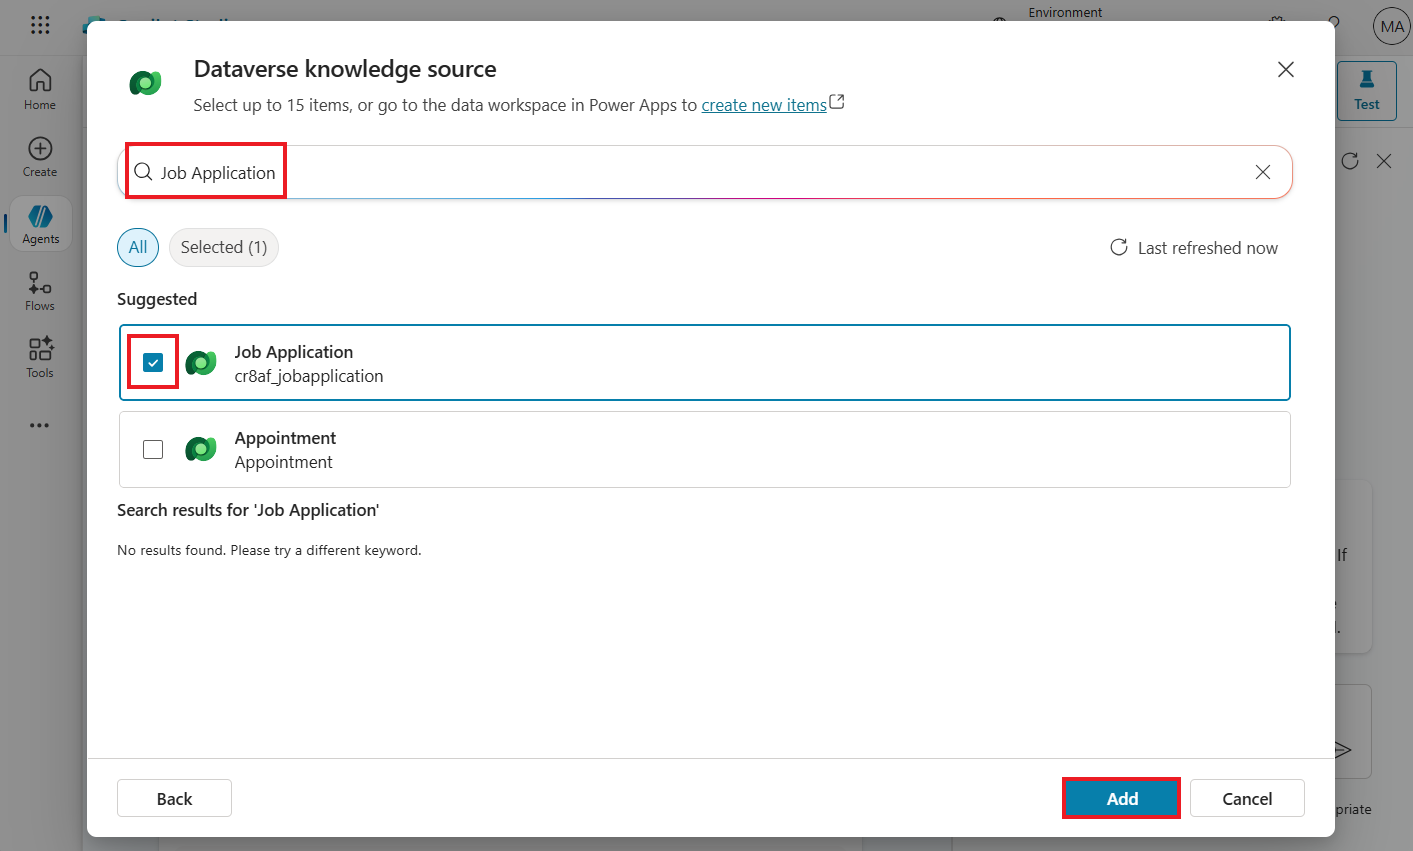 Environment
MA
Home
Create
Agents
Flows
Tools
Test
Dataverse knowledge source
Select up to 15 items, or go to the data workspace in Power Apps to create new items
Job Application
All
Selected (1)
Last refreshed now
Suggested
Job Application
cr8af_jobapplication
Appointment
Appointment
Search results for 'Job Application'
No results found. Please try a different keyword.
If
priate
Back
Add
Cancel